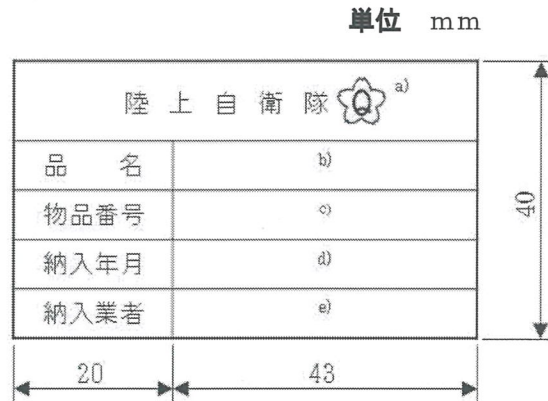 単位 mm
陸上自衛隊 Q a)
品名 b)
物品番号 c)
納入年月 d)
納入業者 e)
40
20 43